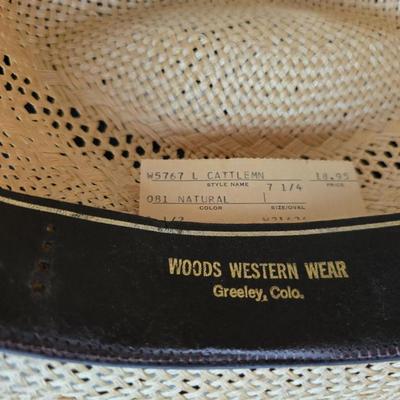 W5767 L CATTLEMN 18.95
STYLE NAME 7 1/4 PRICE
081 NATURAL
COLOR SIZE/OVAL
WOODS WESTERN WEAR
Greeley, Colo.